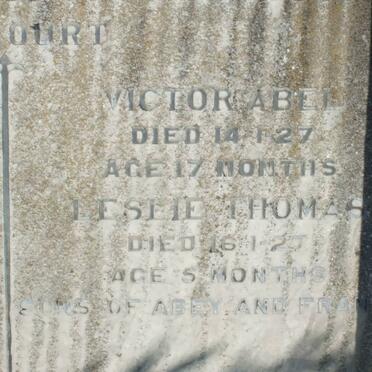 OURT
VICTOR ABEL
DIED 14-1-27
AGE 17 MONTHS
LESLIE THOMAS
DIED 16-1-27
AGE 5 MONTHS
SONS OF ABEY AND FRAN